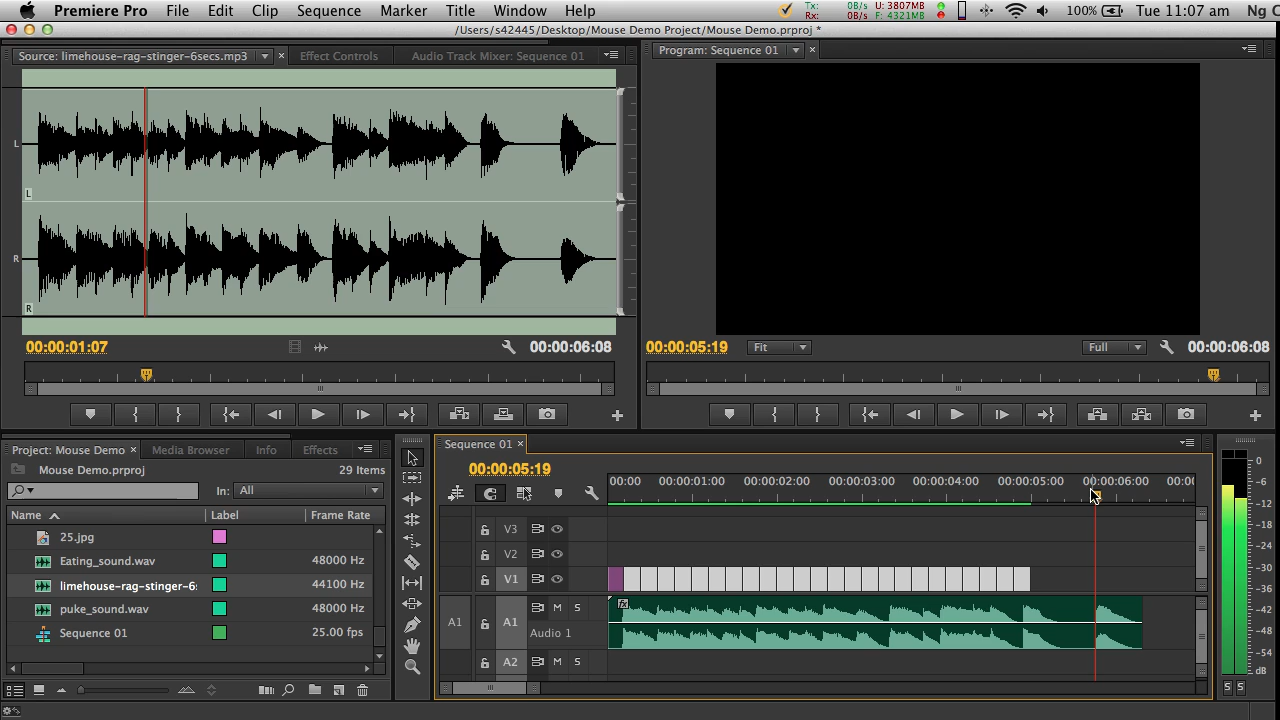 Premiere Pro File Edit Clip Sequence Marker Title Window Help Tx: 0B/s U: 3807MB 100% Tue 11:07 am Ng C
Rx: 0B/s F: 4321MB
/Users/s42445/Desktop/Mouse Demo Project/Mouse Demo.prproj *
Source: limehouse-rag-stinger-6secs.mp3 Effect Controls Audio Track Mixer: Sequence 01
Program: Sequence 01
L
L
R
R
00:00:01:07 00:00:06:08
00:00:05:19 Fit Full 00:00:06:08
Project: Mouse Demo Media Browser Info Effects
Mouse Demo.prproj 29 Items
In: All
Name Label Frame Rate
25.jpg
Eating_sound.wav 48000 Hz
limehouse-rag-stinger-6s
44100 Hz
puke_sound.wav 48000 Hz
Sequence 01 25.00 fps
Sequence 01
00:00:05:19
00:00 00:00:01:00 00:00:02:00 00:00:03:00 00:00:04:00 00:00:05:00 00:00:06:00 00:0
V3
V2
V1
A1 A1 M S fx
Audio 1
A2 M S
0
-6
-12
-18
-24
-30
-36
-42
-48
-54
dB
S S